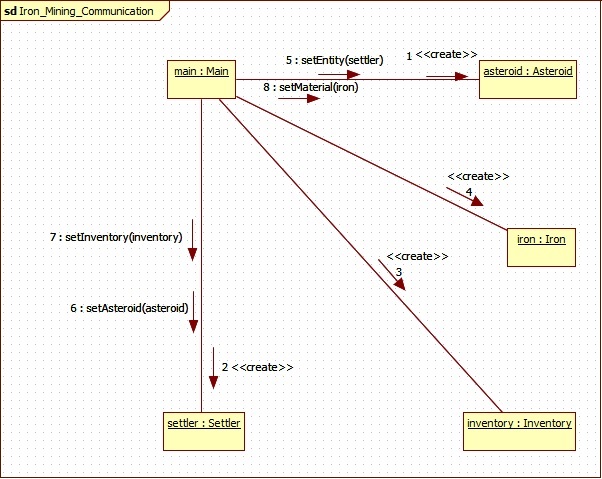 sd Iron_Mining_Communication
5 : setEntity(settler)
1 <<create>>
main : Main
asteroid : Asteroid
8 : setMaterial(iron)
<<create>>
4
7 : setInventory(inventory)
iron : Iron
<<create>>
3
6 : setAsteroid(asteroid)
2 <<create>>
settler : Settler
inventory : Inventory